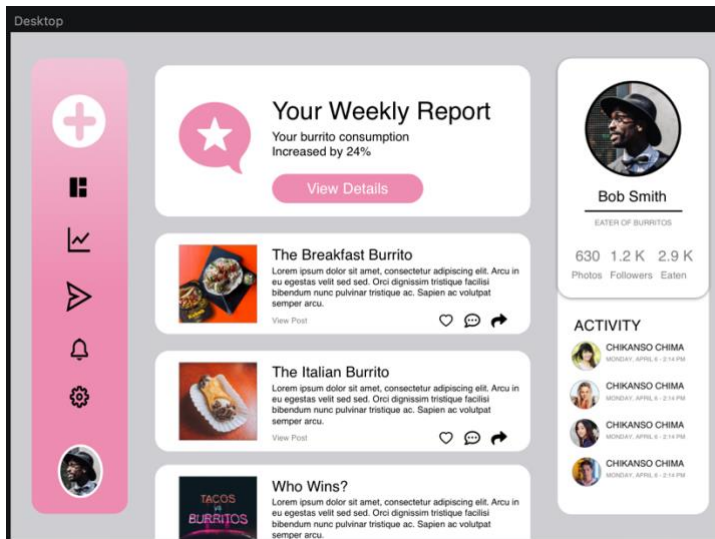 Desktop
Your Weekly Report
Your burrito consumption
Increased by 24%
View Details
The Breakfast Burrito
Lorem ipsum dolor sit amet, consectetur adipiscing elit. Arcu in
eu egestas velit sed sed. Orci dignissim tristique facilisi
bibendum nunc pulvinar tristique ac. Sapien ac volutpat
semper arcu.
View Post
The Italian Burrito
Lorem ipsum dolor sit amet, consectetur adipiscing elit. Arcu in
eu egestas velit sed sed. Orci dignissim tristique facilisi
bibendum nunc pulvinar tristique ac. Sapien ac volutpat
semper arcu.
View Post
TACOS
VS
BURRITOS
Who Wins?
Lorem ipsum dolor sit amet, consectetur adipiscing elit. Arcu in
eu egestas velit sed sed. Orci dignissim tristique facilisi
bibendum nunc pulvinar tristique ac. Sapien ac volutpat
semper arcu.
Bob Smith
EATER OF BURRITOS
630 1.2 K 2.9 K
Photos Followers Eaten
ACTIVITY
CHIKANSO CHIMA
MONDAY, APRIL 6 - 2:14 PM
CHIKANSO CHIMA
MONDAY, APRIL 6 - 2:14 PM
CHIKANSO CHIMA
MONDAY, APRIL 6 - 2:14 PM
CHIKANSO CHIMA
MONDAY, APRIL 6 - 2:14 PM